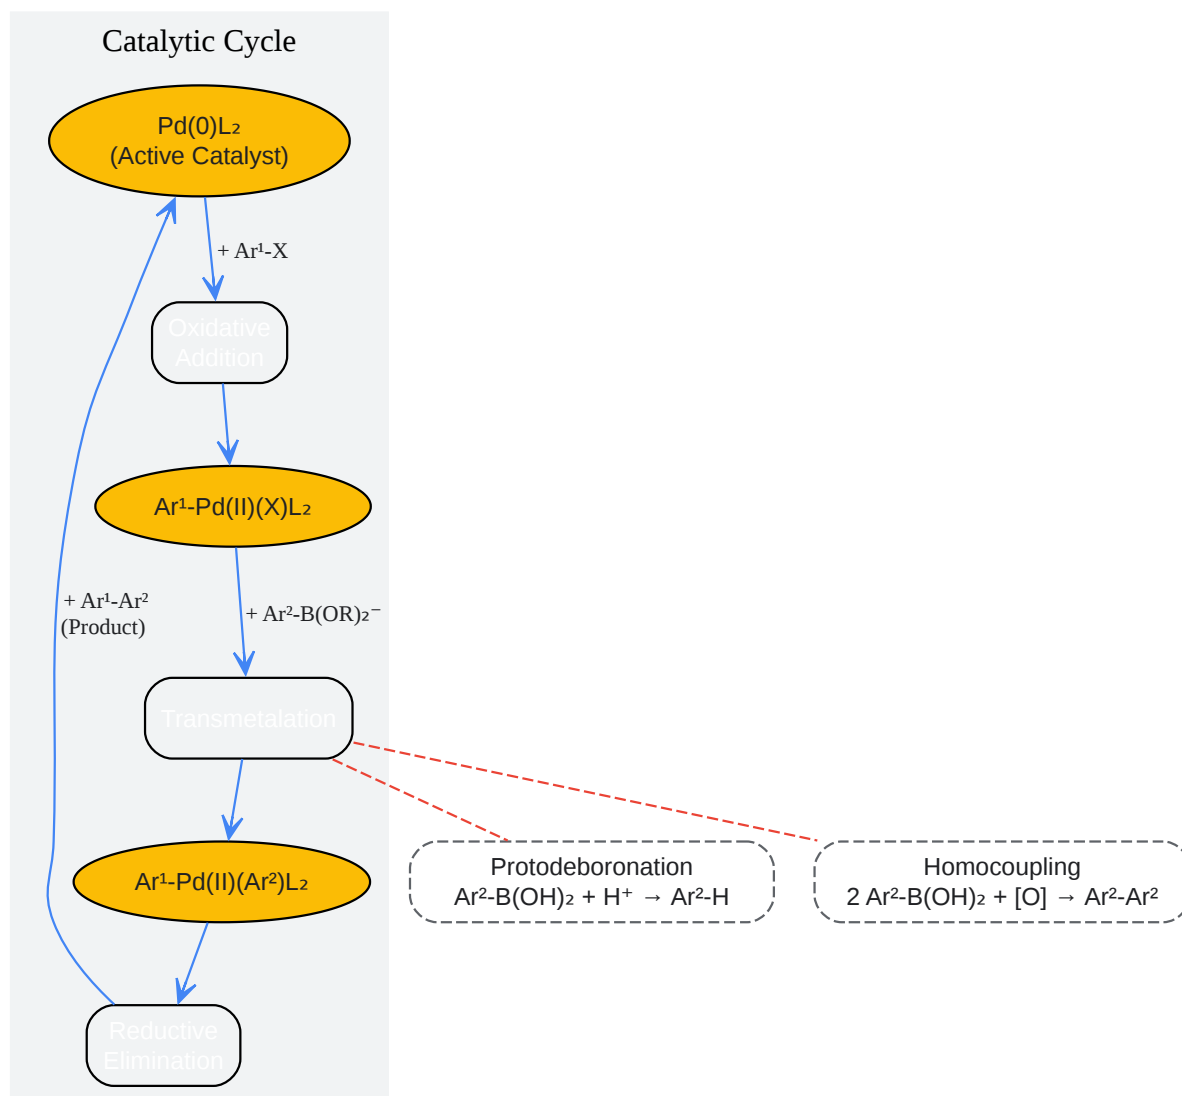 Catalytic Cycle
Pd(0)L₂
(Active Catalyst)
+ Ar¹-X
Oxidative
Addition
Ar¹-Pd(II)(X)L₂
+ Ar¹-Ar²
(Product)
+ Ar²-B(OR)₂⁻
Transmetalation
Ar¹-Pd(II)(Ar²)L₂
Protodeboronation
Ar²-B(OH)₂ + H⁺ → Ar²-H
Homocoupling
2 Ar²-B(OH)₂ + [O] → Ar²-Ar²
Reductive
Elimination